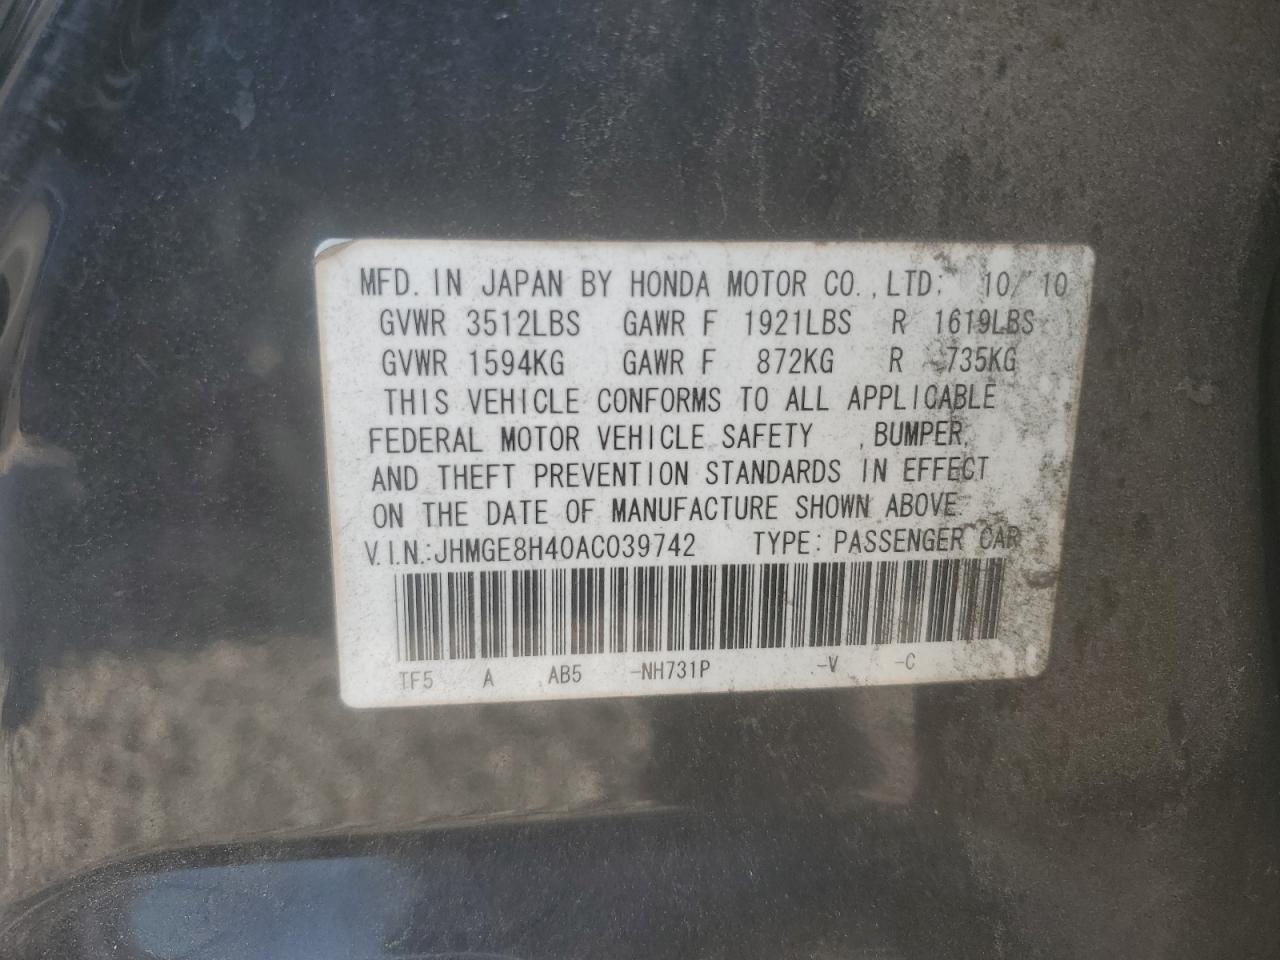 MFD. IN JAPAN BY HONDA MOTOR CO., LTD. 10/10
GVWR 3512LBS GAWR F 1921LBS R 1619LBS
GVWR 1594KG GAWR F 872KG R 735KG
THIS VEHICLE CONFORMS TO ALL APPLICABLE
FEDERAL MOTOR VEHICLE SAFETY , BUMPER,
AND THEFT PREVENTION STANDARDS IN EFFECT
ON THE DATE OF MANUFACTURE SHOWN ABOVE.
V.I.N.:JHMGE8H40AC039742 TYPE: PASSENGER CAR
TF5 A AB5 -NH731P -V -C